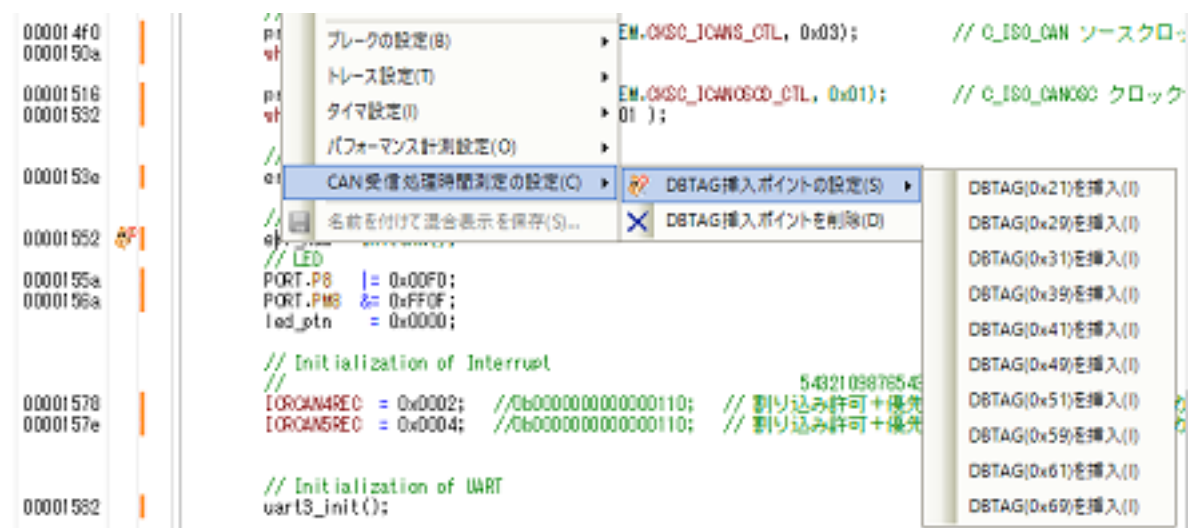 000014f0
EM.CKSC_ICANS_CTL, 0x03); // C_ISO_CAN ソースクロッ
0000150a
ブレークの設定(B)
トレース設定(T)
00001516
EM.CKSC_ICANOSCD_CTL, 0x01); // C_ISO_CANOSC クロック
00001532
01 );
タイマ設定(I)
パフォーマンス計測設定(O)
0000153e
CAN受信処理時間測定の設定(C)
DBTAG挿入ポイントの設定(S)
DBTAG挿入ポイントを削除(D)
名前を付けて混合表示を保存(S)...
DBTAG(0x21)を挿入(I)
DBTAG(0x29)を挿入(I)
DBTAG(0x31)を挿入(I)
DBTAG(0x39)を挿入(I)
DBTAG(0x41)を挿入(I)
DBTAG(0x49)を挿入(I)
DBTAG(0x51)を挿入(I)
DBTAG(0x59)を挿入(I)
DBTAG(0x61)を挿入(I)
DBTAG(0x69)を挿入(I)
00001552
// LED
0000155a PORT.P8 |= 0x00FD;
0000156a PORT.PM8 &= 0xFF0F;
led_ptn = 0x0000;
// Initialization of Interrupt
// 5432109876543
00001578 ICRCAN4REC = 0x0002; //0b0000000000000110; // 割り込み許可+優先
0000157e ICRCAN5REC = 0x0004; //0b0000000000000110; // 割り込み許可+優先
// Initialization of UART
00001582 uart3_init();